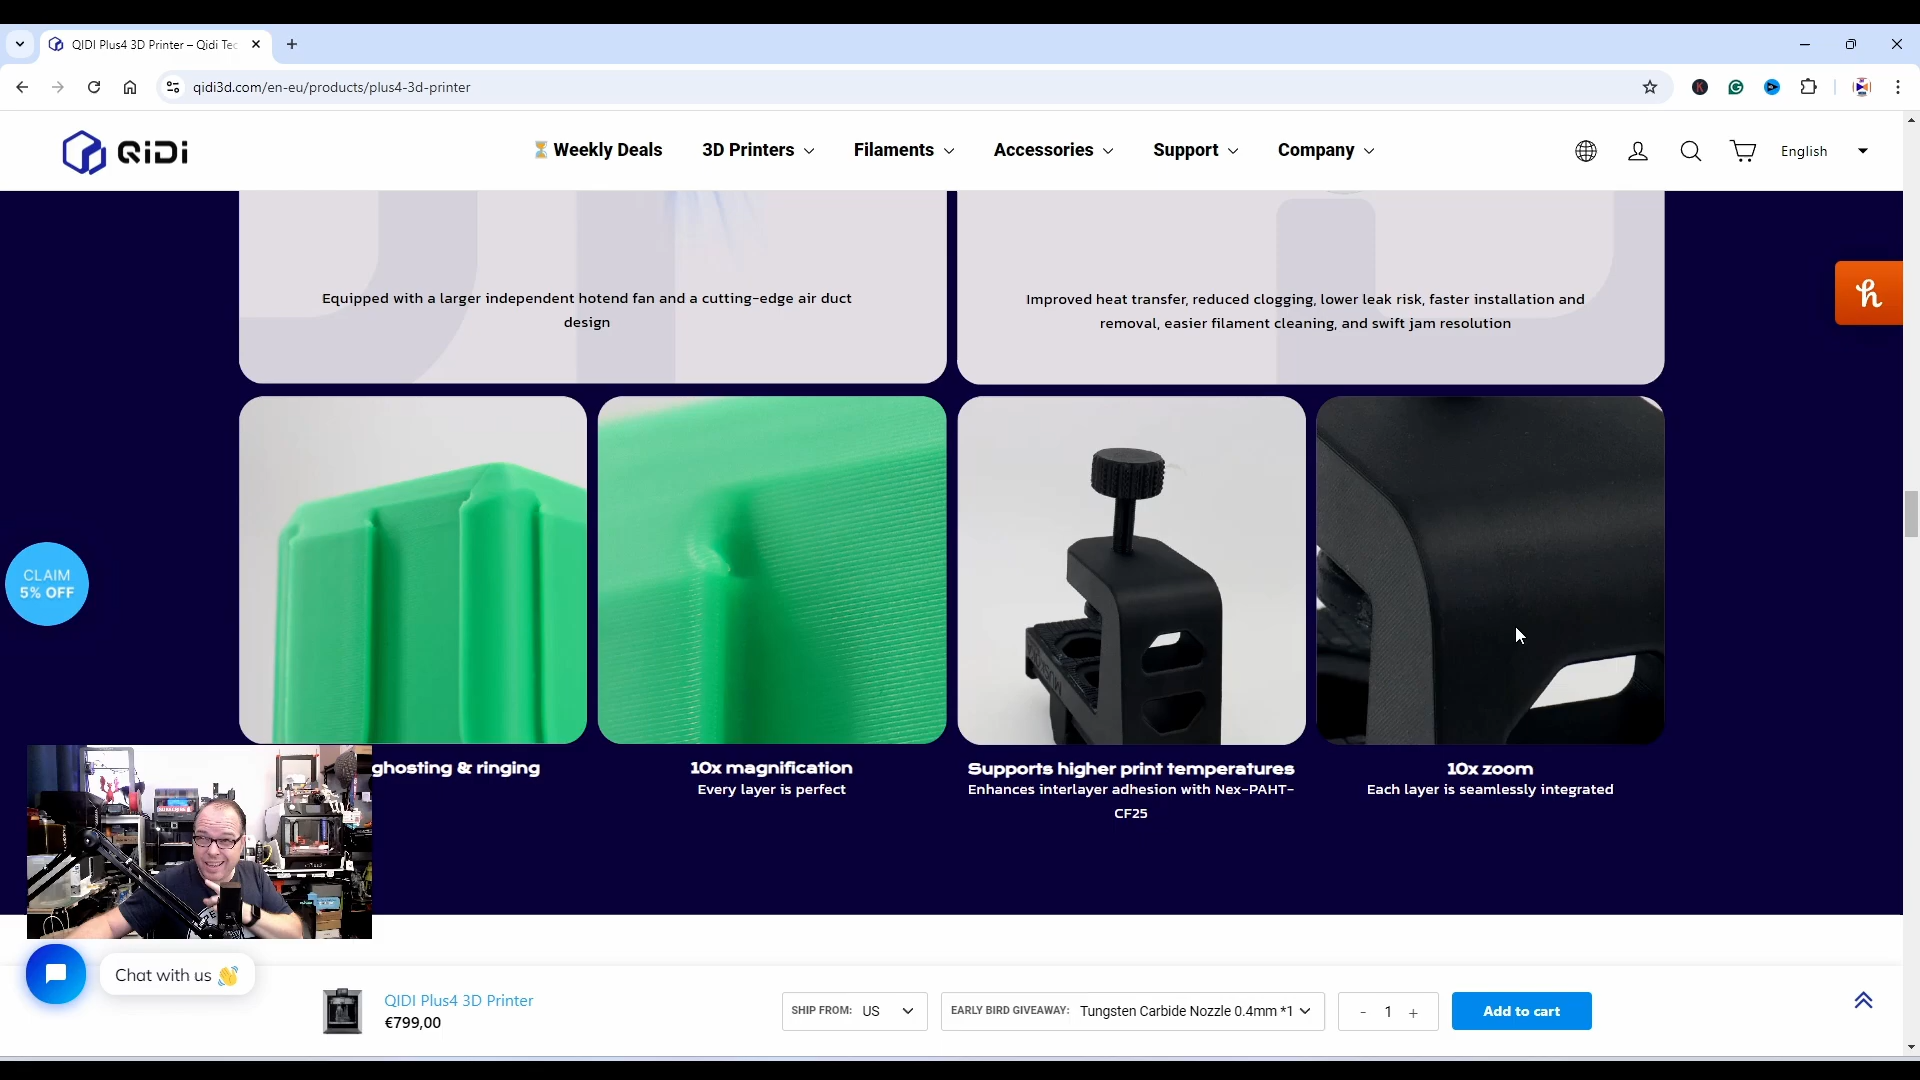 QIDI Plus4 3D Printer – Qidi Tec
qidi3d.com/en-eu/products/plus4-3d-printer
QIDI
⏳Weekly Deals
3D Printers
Filaments
Accessories
Support
Company
English
Equipped with a larger independent hotend fan and a cutting-edge air duct
design
Improved heat transfer, reduced clogging, lower leak risk, faster installation and
removal, easier filament cleaning, and swift jam resolution
CLAIM
5% OFF
ghosting & ringing
10x magnification
Every layer is perfect
Supports higher print temperatures
Enhances interlayer adhesion with Nex-PAHT-
CF25
10x zoom
Each layer is seamlessly integrated
Chat with us 👋
QIDI Plus4 3D Printer
€799,00
SHIP FROM: US
EARLY BIRD GIVEAWAY: Tungsten Carbide Nozzle 0.4mm *1
- 1 +
Add to cart